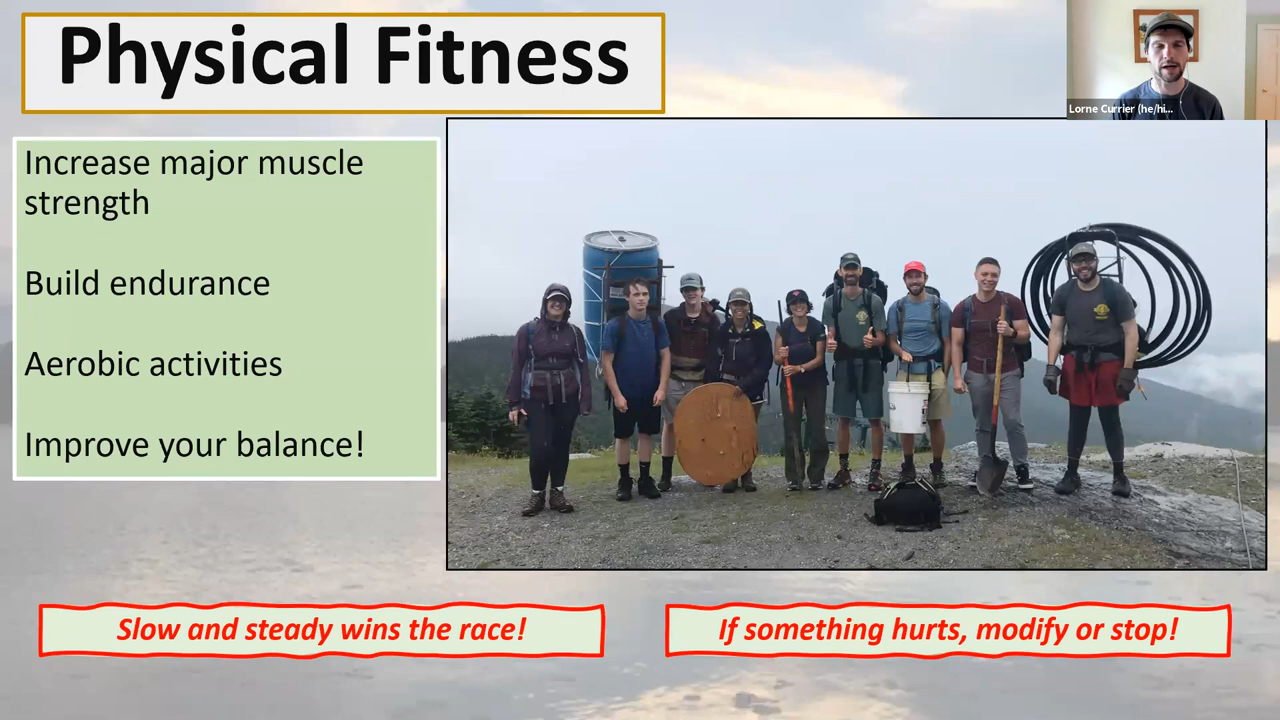 Physical Fitness
Lorne Currier (he/hi...
Increase major muscle
strength
Build endurance
Aerobic activities
Improve your balance!
Slow and steady wins the race!
If something hurts, modify or stop!